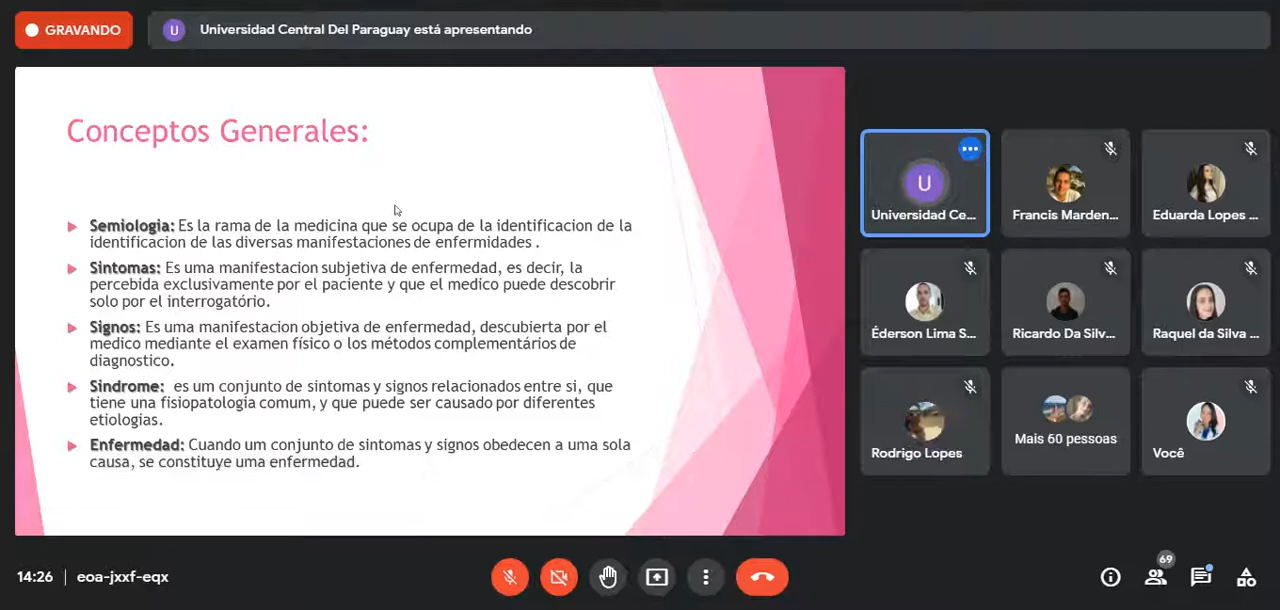 GRAVANDO
U
Universidad Central Del Paraguay está apresentando
Conceptos Generales:
Semiologia: Es la rama de la medicina que se ocupa de la identificacion de la
identificacion de las diversas manifestaciones de enfermidades .
Sintomas: Es uma manifestacion subjetiva de enfermedad, es decir, la
percebida exclusivamente por el paciente y que el medico puede descobrir
solo por el interrogatório.
Signos: Es uma manifestacion objetiva de enfermedad, descubierta por el
medico mediante el examen físico o los métodos complementários de
diagnostico.
Sindrome: es um conjunto de sintomas y signos relacionados entre si, que
tiene una fisiopatologia comum, y que puede ser causado por diferentes
etiologias.
Enfermedad: Cuando um conjunto de sintomas y signos obedecen a uma sola
causa, se constituye uma enfermedad.
U
Universidad Ce...
Francis Marden...
Eduarda Lopes ...
Éderson Lima S...
Ricardo Da Silv...
Raquel da Silva ...
Rodrigo Lopes
Mais 60 pessoas
Você
14:26 | eoa-jxxf-eqx
69